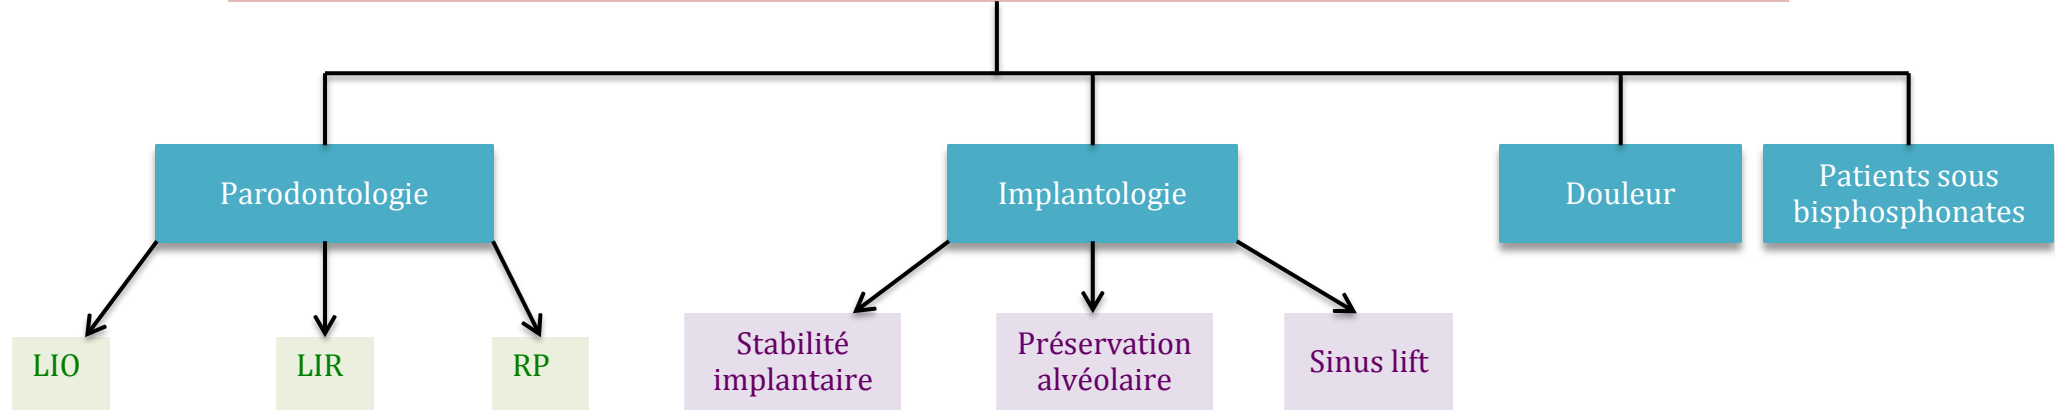 Parodontologie
Implantologie
Douleur
Patients sous
bisphosphonates
LIO
LIR
RP
Stabilité
implantaire
Préservation
alvéolaire
Sinus lift